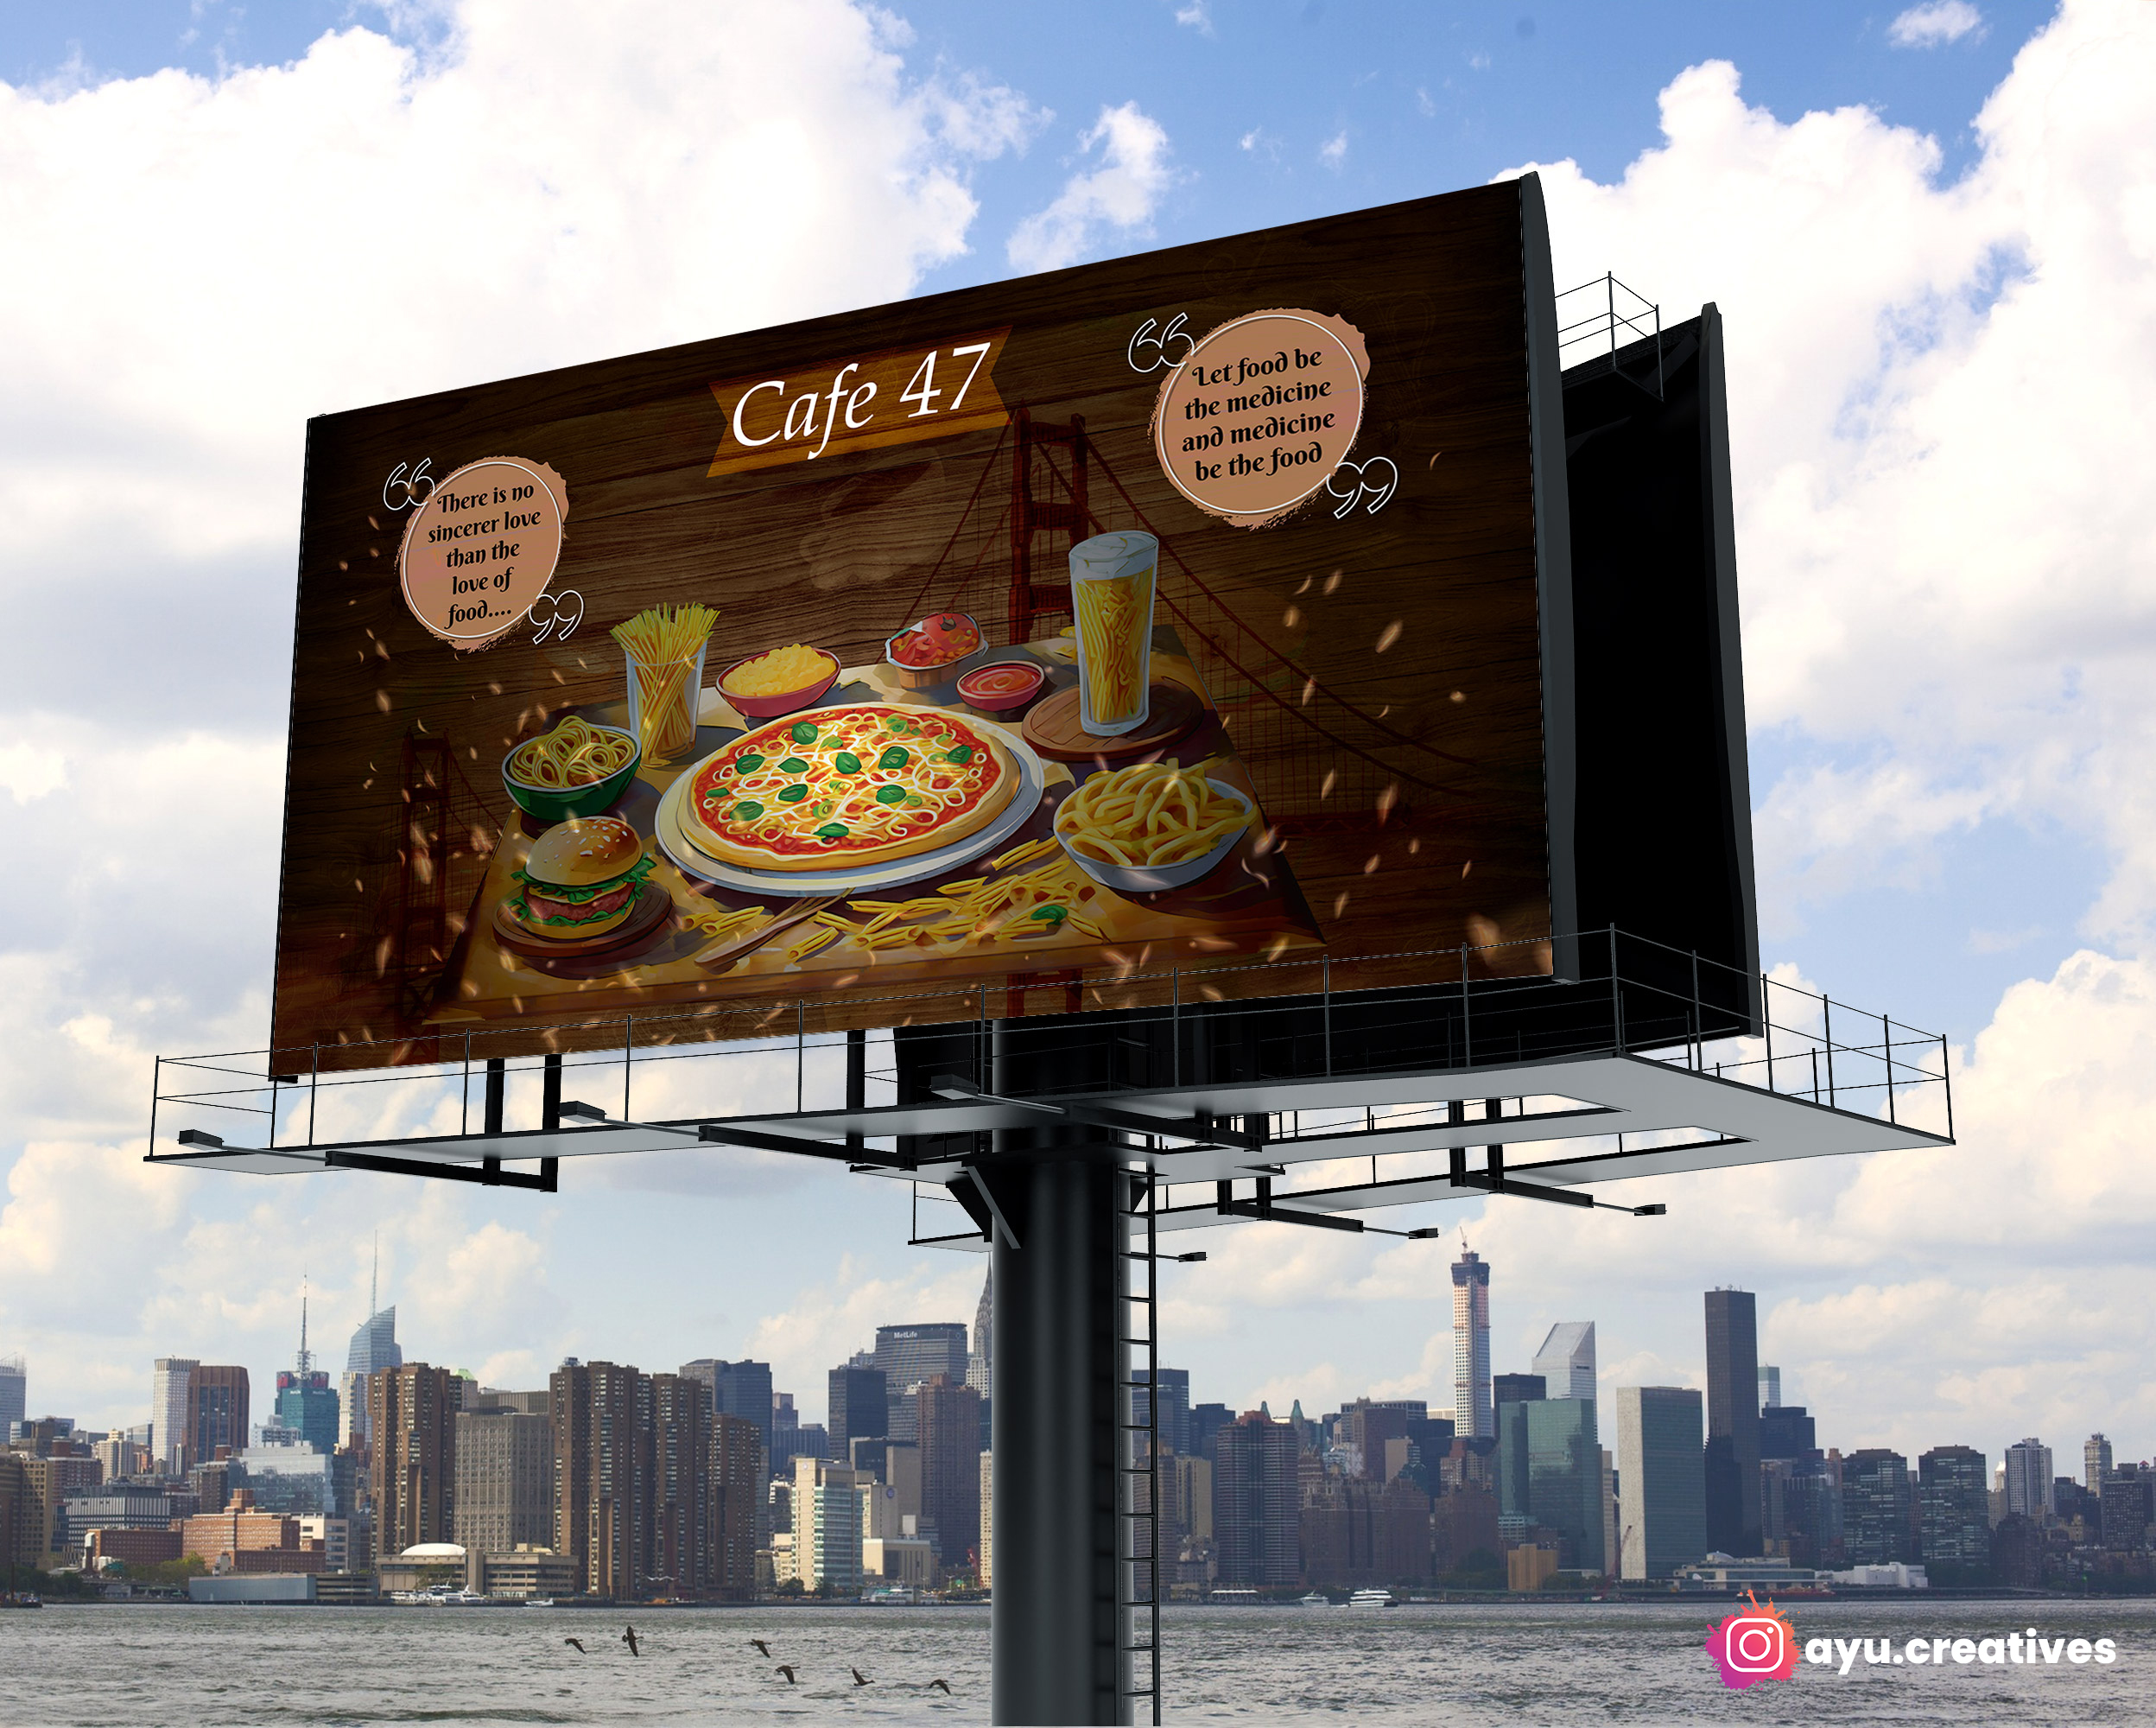 Cafe 47
There is no
sincerer love
than the
love of
food....
Let food be
the medicine
and medicine
be the food
MetLife
ayu.creatives